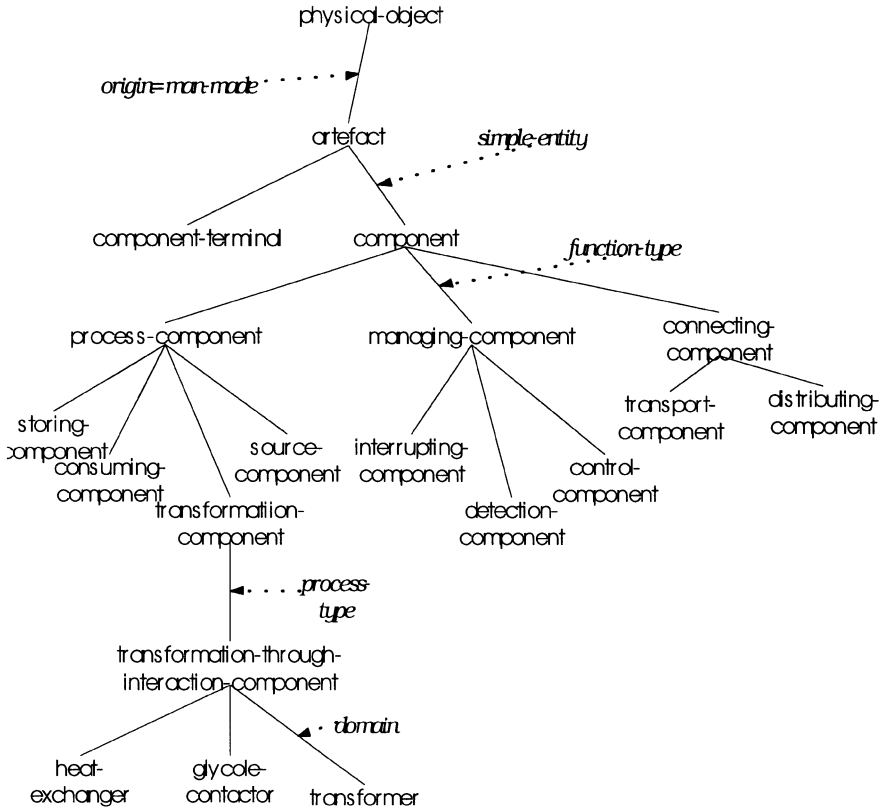 physical-object
origin=man-made
artefact
simple-entity
component-terminal
component
function-type
process-component
managing-component
connecting-
component
storing-
component
consuming-
component
source-
component
transformatiion-
component
interrupting-
component
detection-
component
control-
component
transport-
component
distributing-
component
process-
type
transformation-through-
interaction-component
domain
heat-
exchanger
glycole-
contactor
transformer